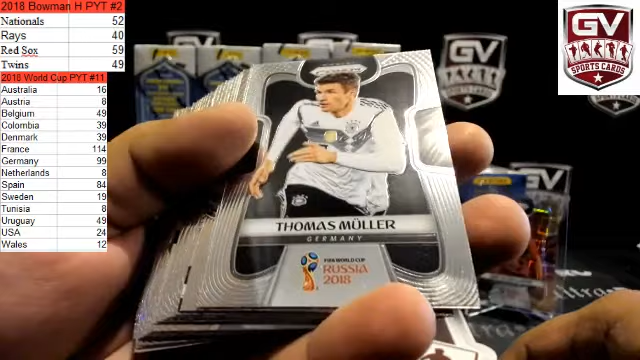 2018 Bowman H PYT #2
Nationals 52
Rays 40
Red Sox 59
Twins 49
2018 World Cup PYT #11
Australia 16
Austria 8
Belgium 49
Colombia 39
Denmark 39
France 114
Germany 99
Netherlands 8
Spain 84
Sweden 19
Tunisia 8
Uruguay 49
USA 24
Wales 12
GV
SPORTS CARDS
GV
SPORTS CARDS
THOMAS MÜLLER
GERMANY
FIFA WORLD CUP
RUSSIA
2018